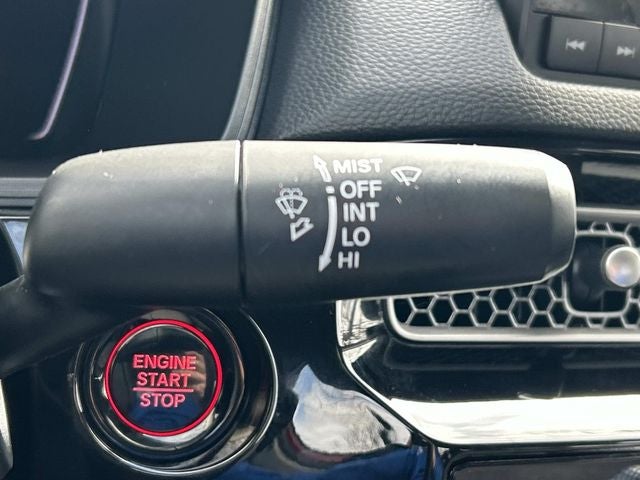 MIST
OFF
INT
LO
HI
ENGINE
START
STOP